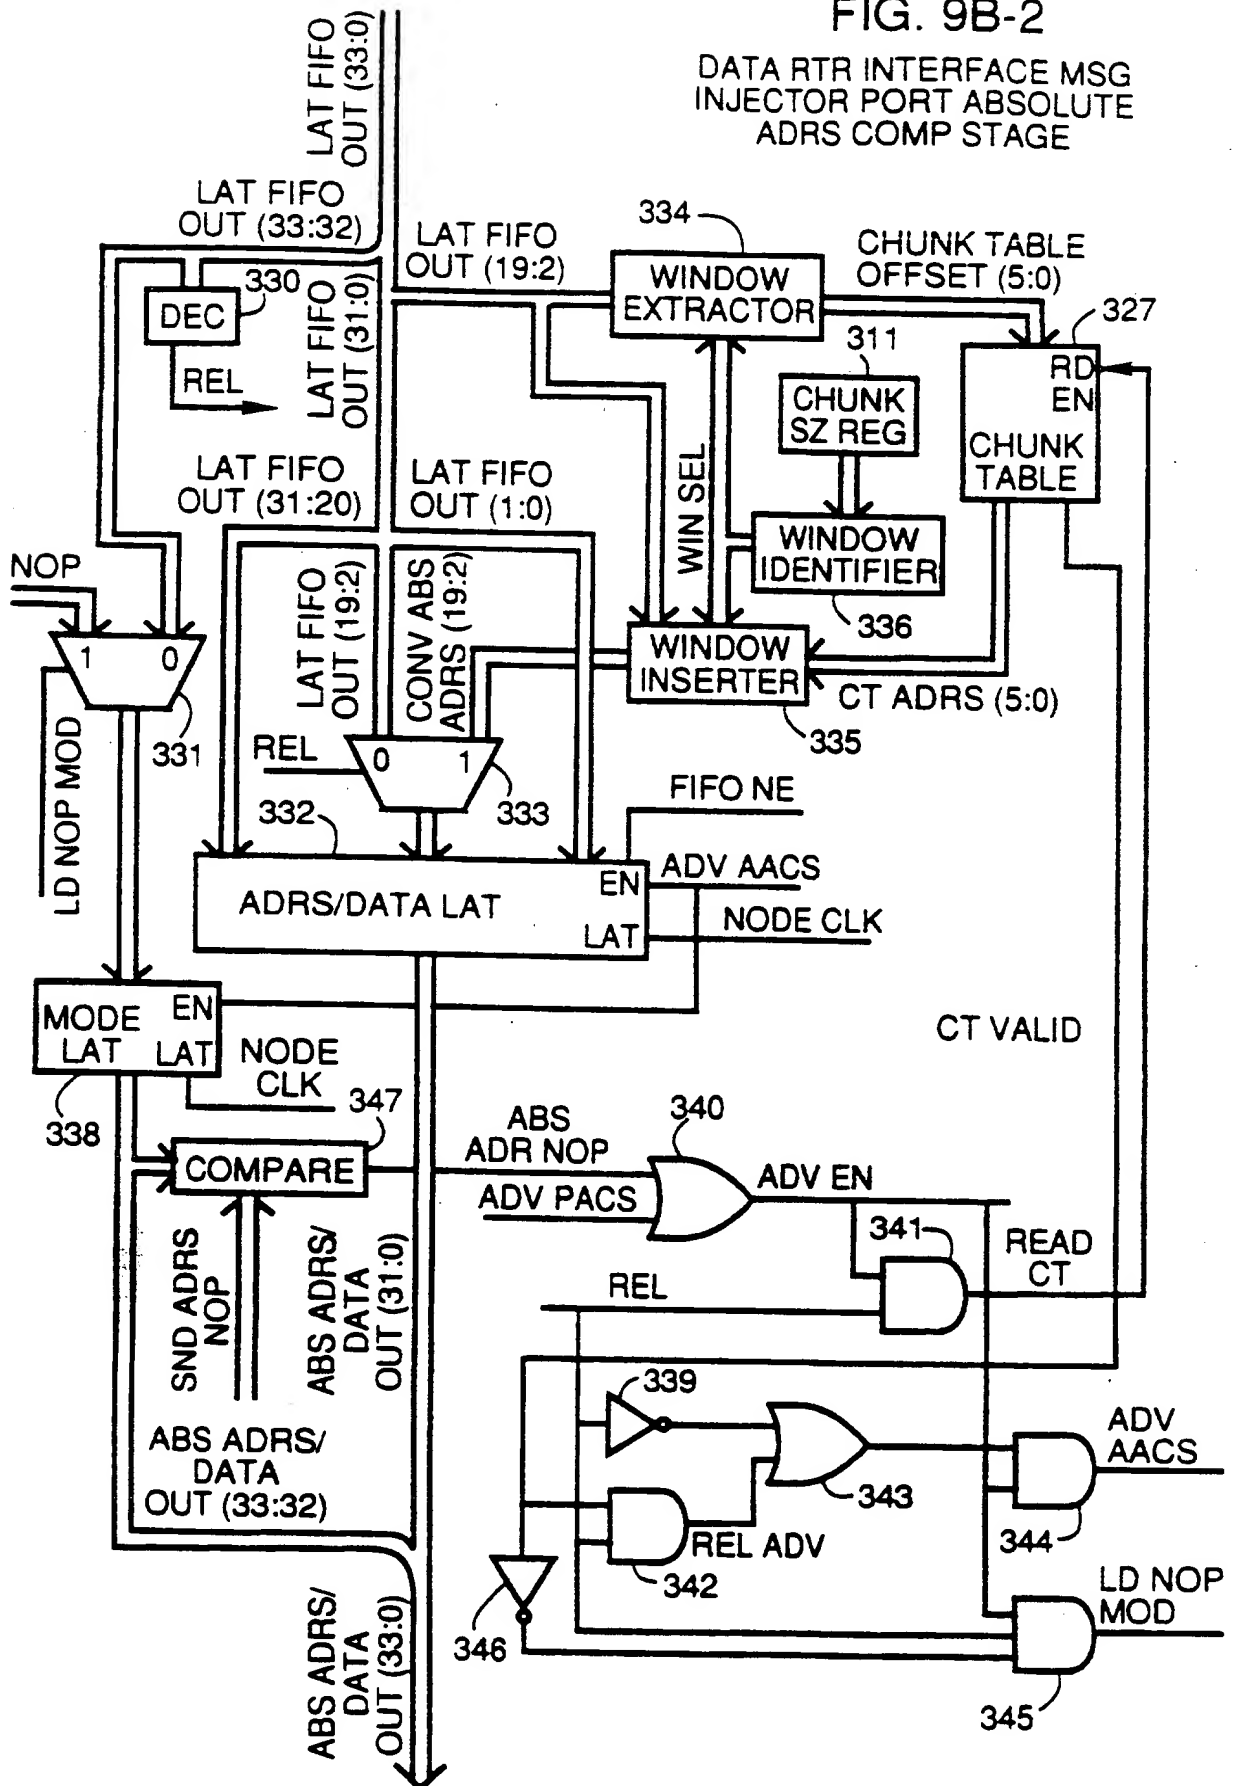 FIG. 9B-2
DATA RTR INTERFACE MSG
INJECTOR PORT ABSOLUTE
ADRS COMP STAGE
LAT FIFO
OUT (33:0)
LAT FIFO
OUT (33:32)
LAT FIFO
OUT (19:2)
334
WINDOW
EXTRACTOR
CHUNK TABLE
OFFSET (5:0)
330
DEC
REL
LAT FIFO
OUT (31:0)
311
CHUNK
SZ REG
327
RD
EN
CHUNK
TABLE
LAT FIFO
OUT (31:20)
LAT FIFO
OUT (1:0)
WIN SEL
WINDOW
IDENTIFIER
336
NOP
1
0
331
LD NOP MOD
LAT FIFO
OUT (19:2)
CONV ABS
ADRS (19:2)
WINDOW
INSERTER
335
CT ADRS (5:0)
REL
0
1
333
332
FIFO NE
ADRS/DATA LAT
EN
LAT
ADV AACS
NODE CLK
MODE
LAT
EN
LAT
NODE
CLK
338
CT VALID
347
COMPARE
ABS
ADR NOP
ADV PACS
340
ADV EN
341
READ
CT
REL
SND ADRS
NOP
ABS ADRS/
DATA
OUT (31:0)
339
343
ADV
AACS
344
ABS ADRS/
DATA
OUT (33:32)
REL ADV
342
346
LD NOP
MOD
345
ABS ADRS/
DATA
OUT (33:0)